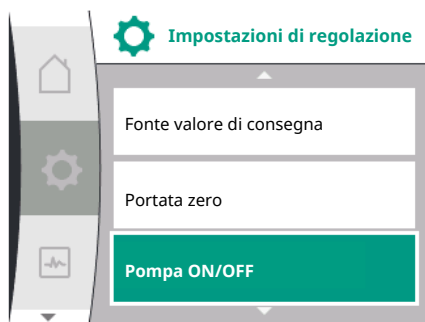 Impostazioni di regolazione
Fonte valore di consegna
Portata zero
Pompa ON/OFF